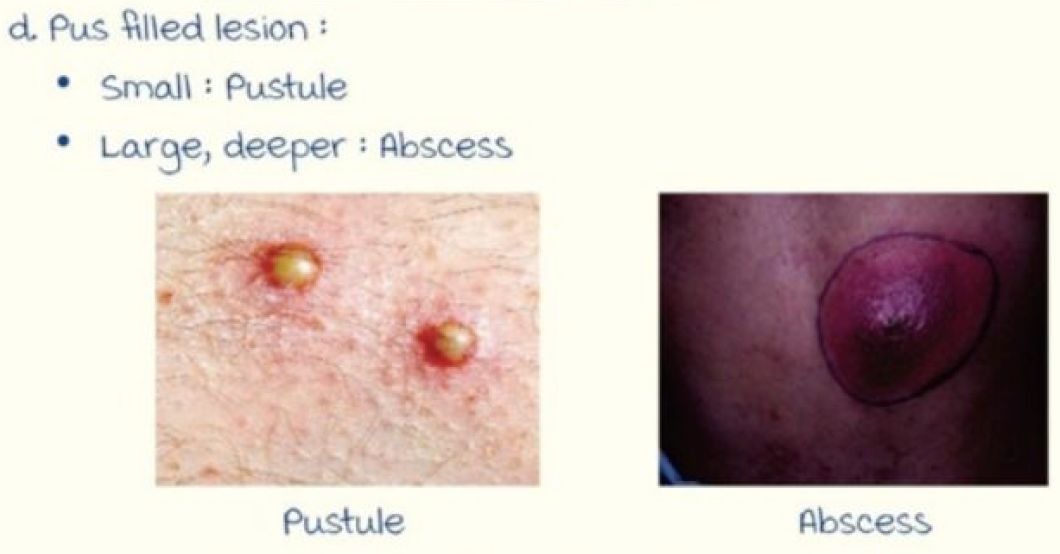 d. Pus filled lesion :
• Small : Pustule
• Large, deeper : Abscess
Pustule
Abscess